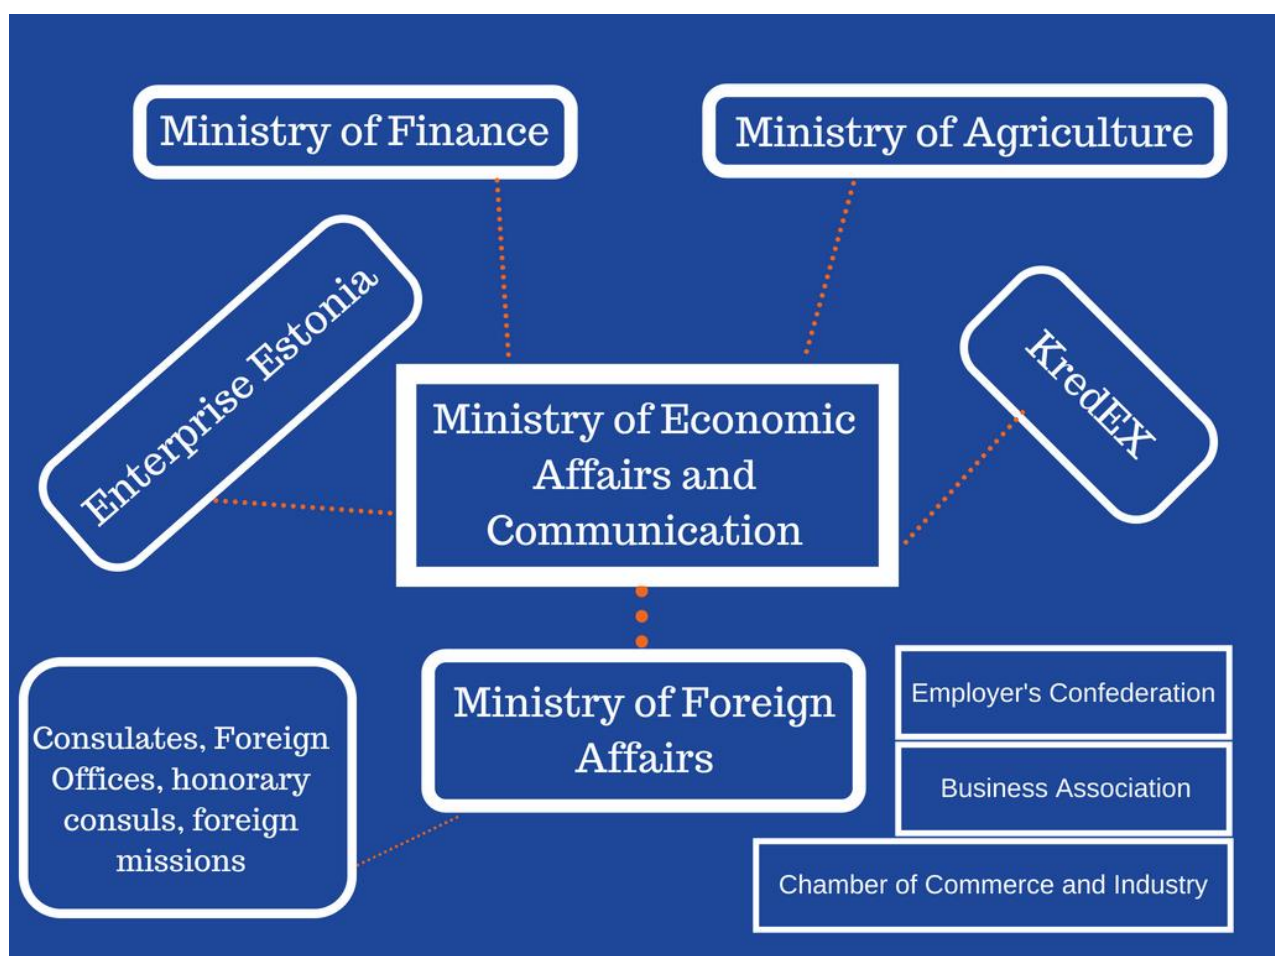 Ministry of Finance
Ministry of Agriculture
Enterprise Estonia
KredEX
Ministry of Economic
Affairs and
Communication
Ministry of Foreign
Affairs
Consulates, Foreign
Offices, honorary
consuls, foreign
missions
Employer's Confederation
Business Association
Chamber of Commerce and Industry